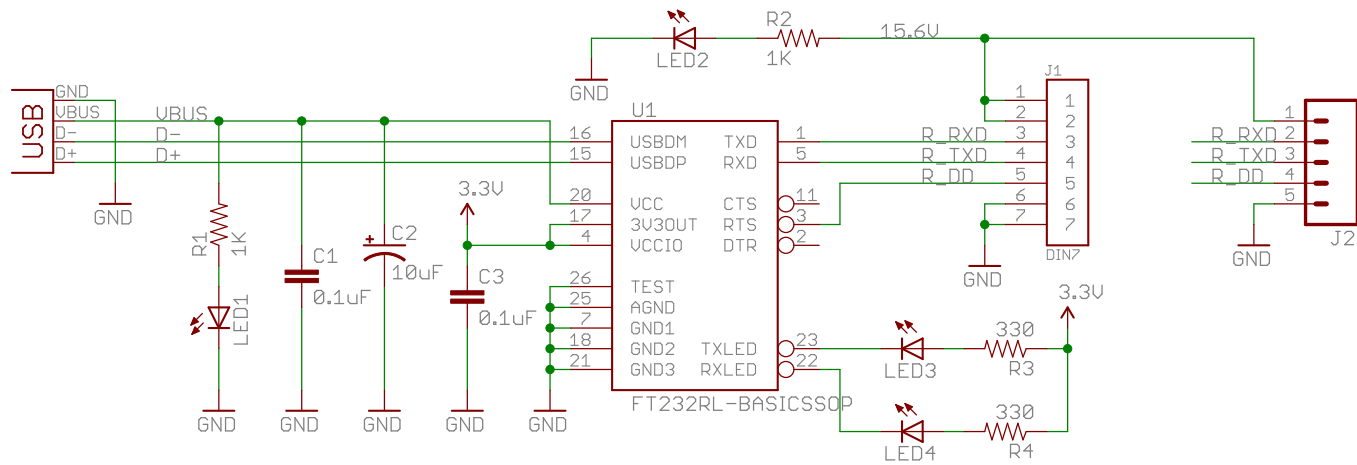 R2
15.6V
LED2
1K
GND
J1
1
2
3
4
5
6
7
1
2
3
4
5
6
7
DIN7
GND
USB
GND
VBUS
D-
D+
VBUS
D-
D+
GND
U1
16
15
20
17
4
26
25
7
18
21
USBDM
USBDP
VCC
3V3OUT
VCCIO
TEST
AGND
GND1
GND2
GND3
TXD
RXD
CTS
RTS
DTR
TXLED
RXLED
1
5
11
3
2
23
22
FT232RL-BASICSSOP
R_RXD
R_TXD
R_DD
R_RXD
R_TXD
R_DD
1
2
3
4
5
J2
GND
R1
1K
LED1
GND
C1
0.1uF
GND
C2
10uF
GND
3.3V
C3
0.1uF
GND
GND
3.3V
330
LED3
R3
330
LED4
R4